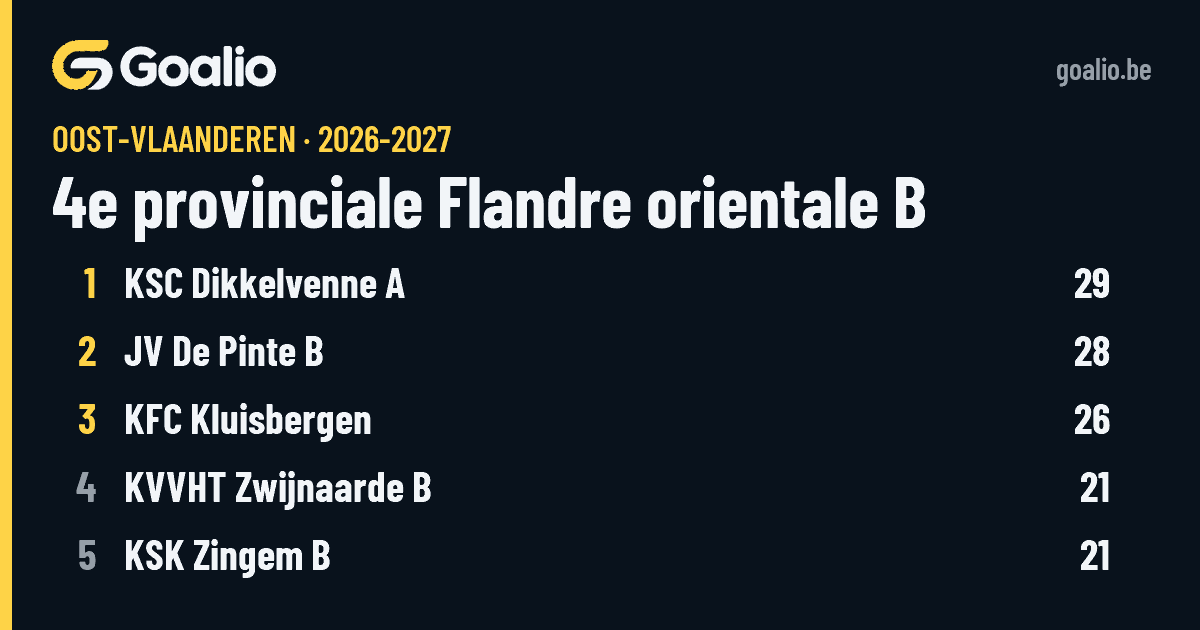 Goalio
goalio.be
OOST-VLAANDEREN · 2026-2027
4e provinciale Flandre orientale B
1 KSC Dikkelvenne A 29
2 JV De Pinte B 28
3 KFC Kluisbergen 26
4 KVVHT Zwijnaarde B 21
5 KSK Zingem B 21